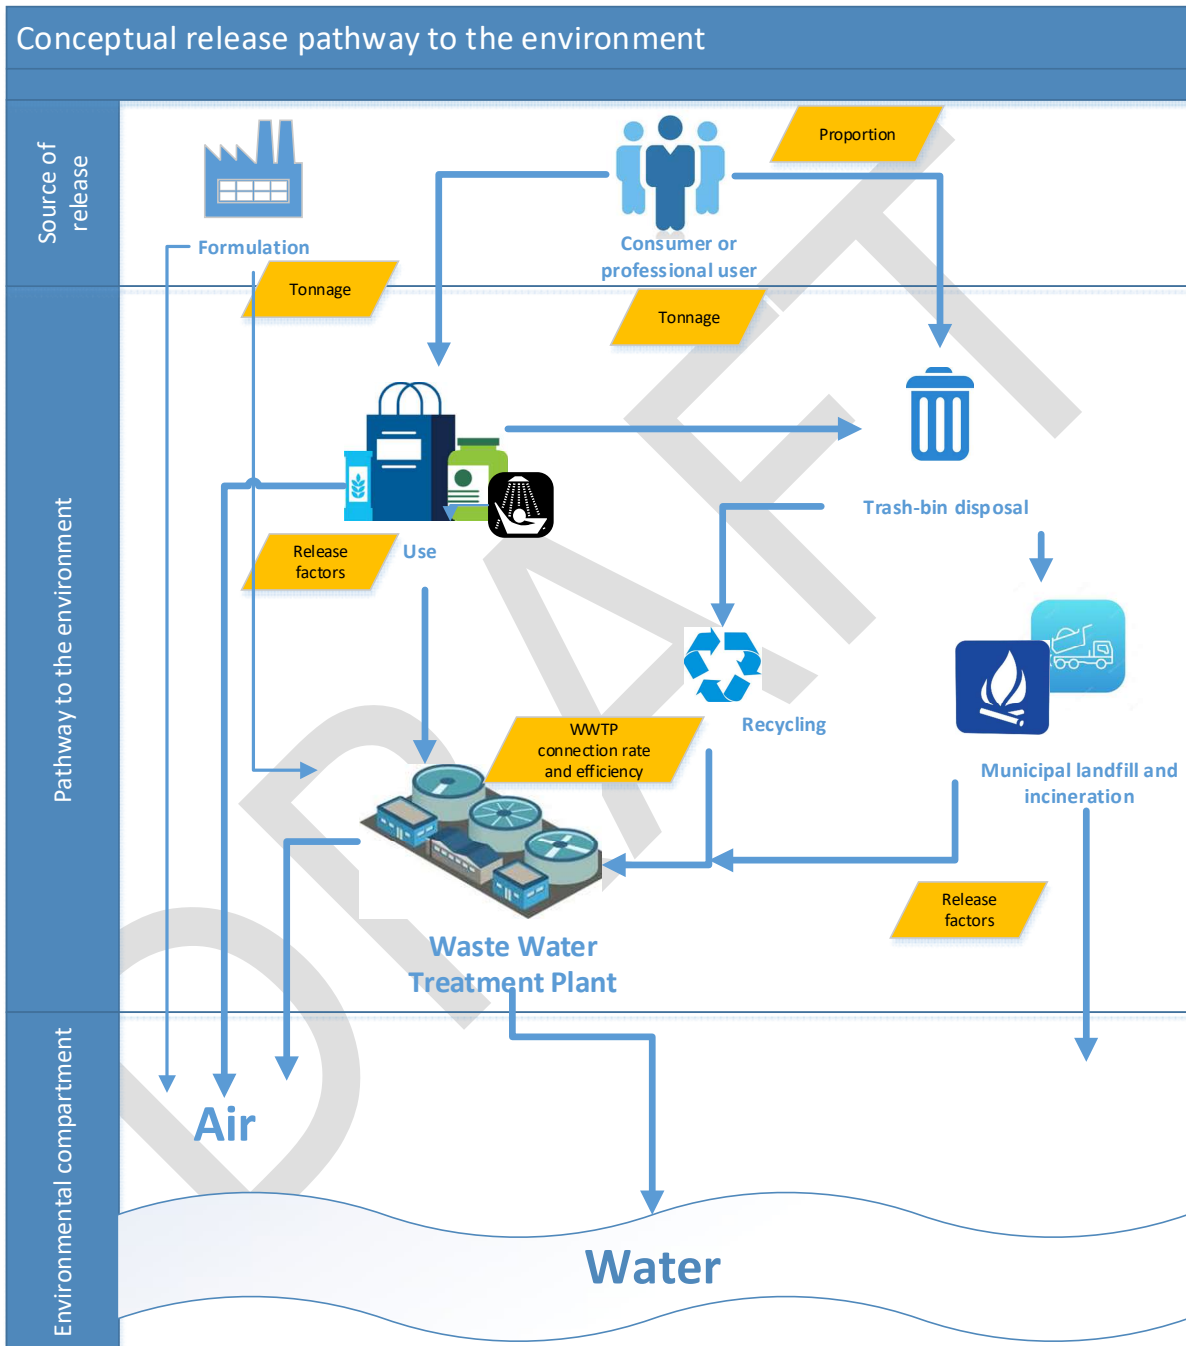 Conceptual release pathway to the environment
Source of
release
Proportion
Formulation
Consumer or
professional user
Tonnage
Tonnage
Pathway to the environment
Trash-bin disposal
Release
factors
Use
Recycling
WWTP
connection rate
and efficiency
Municipal landfill and
incineration
Release
factors
Waste Water
Treatment Plant
Environmental compartment
Air
Water
DRAFT